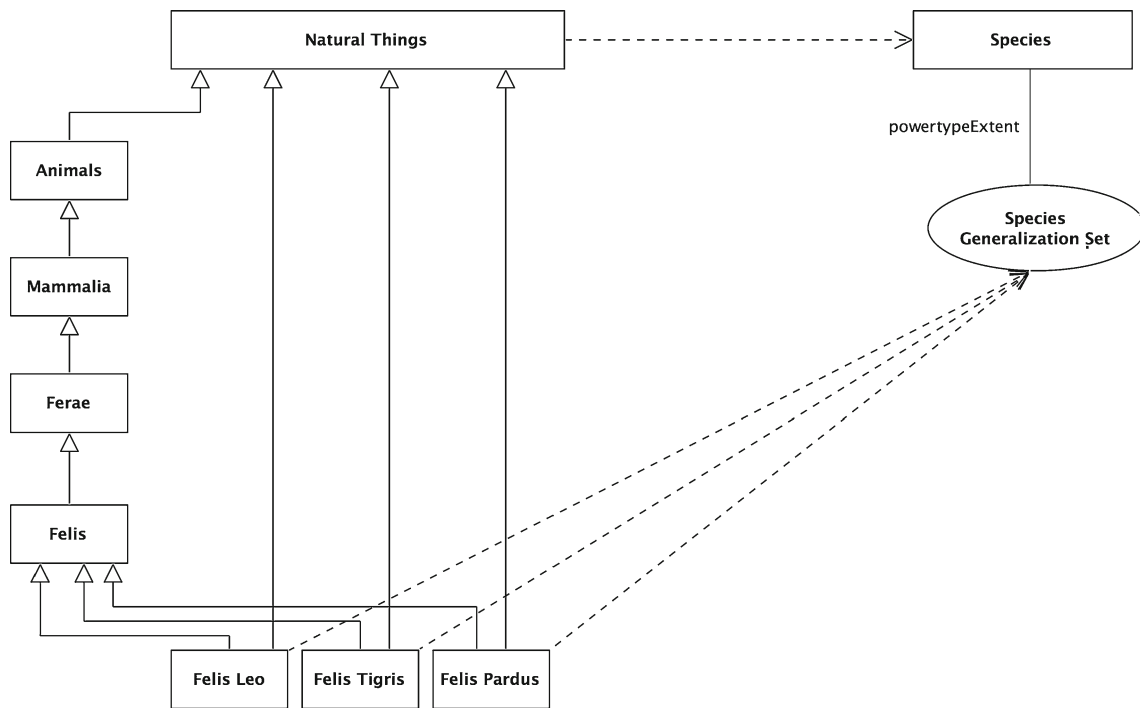 Natural Things
Species
powertypeExtent
Animals
Species
Generalization Set
Mammalia
Ferae
Felis
Felis Leo
Felis Tigris
Felis Pardus